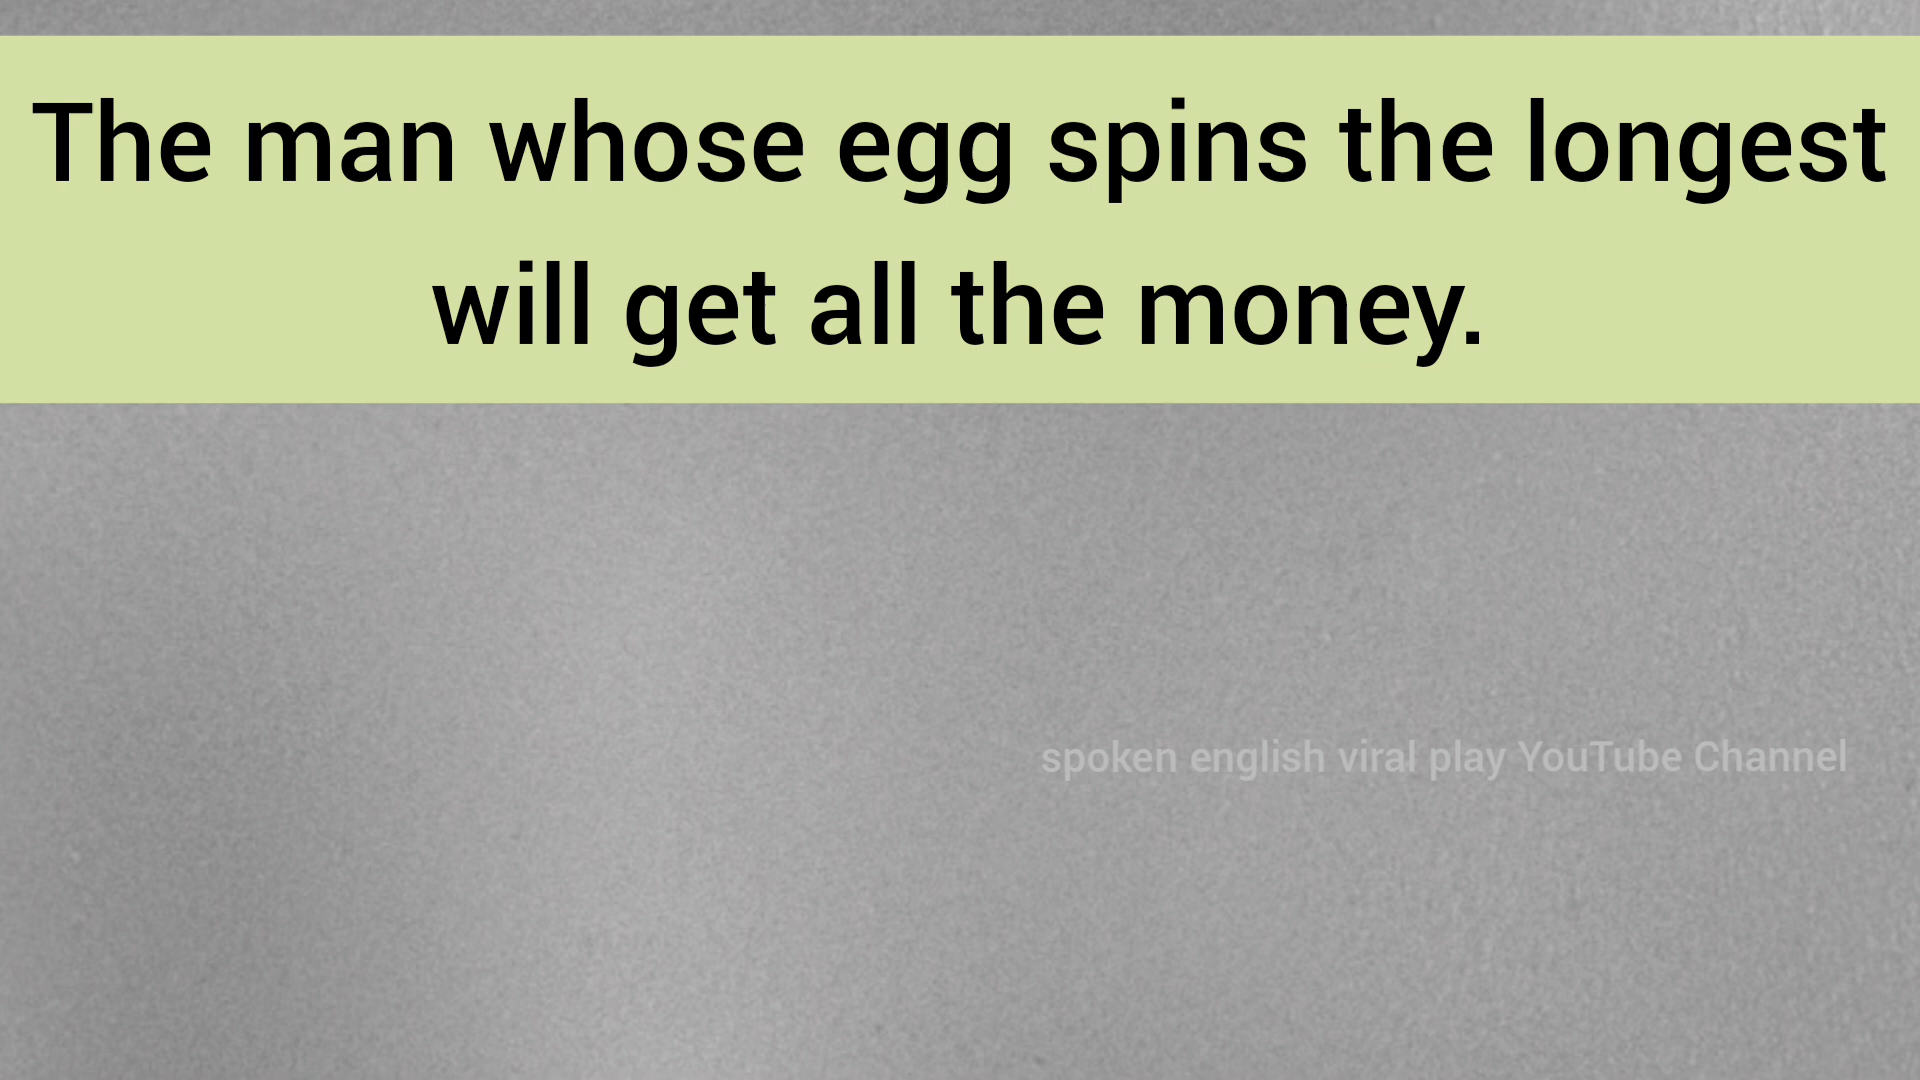 The man whose egg spins the longest
will get all the money.
spoken english viral play YouTube Channel